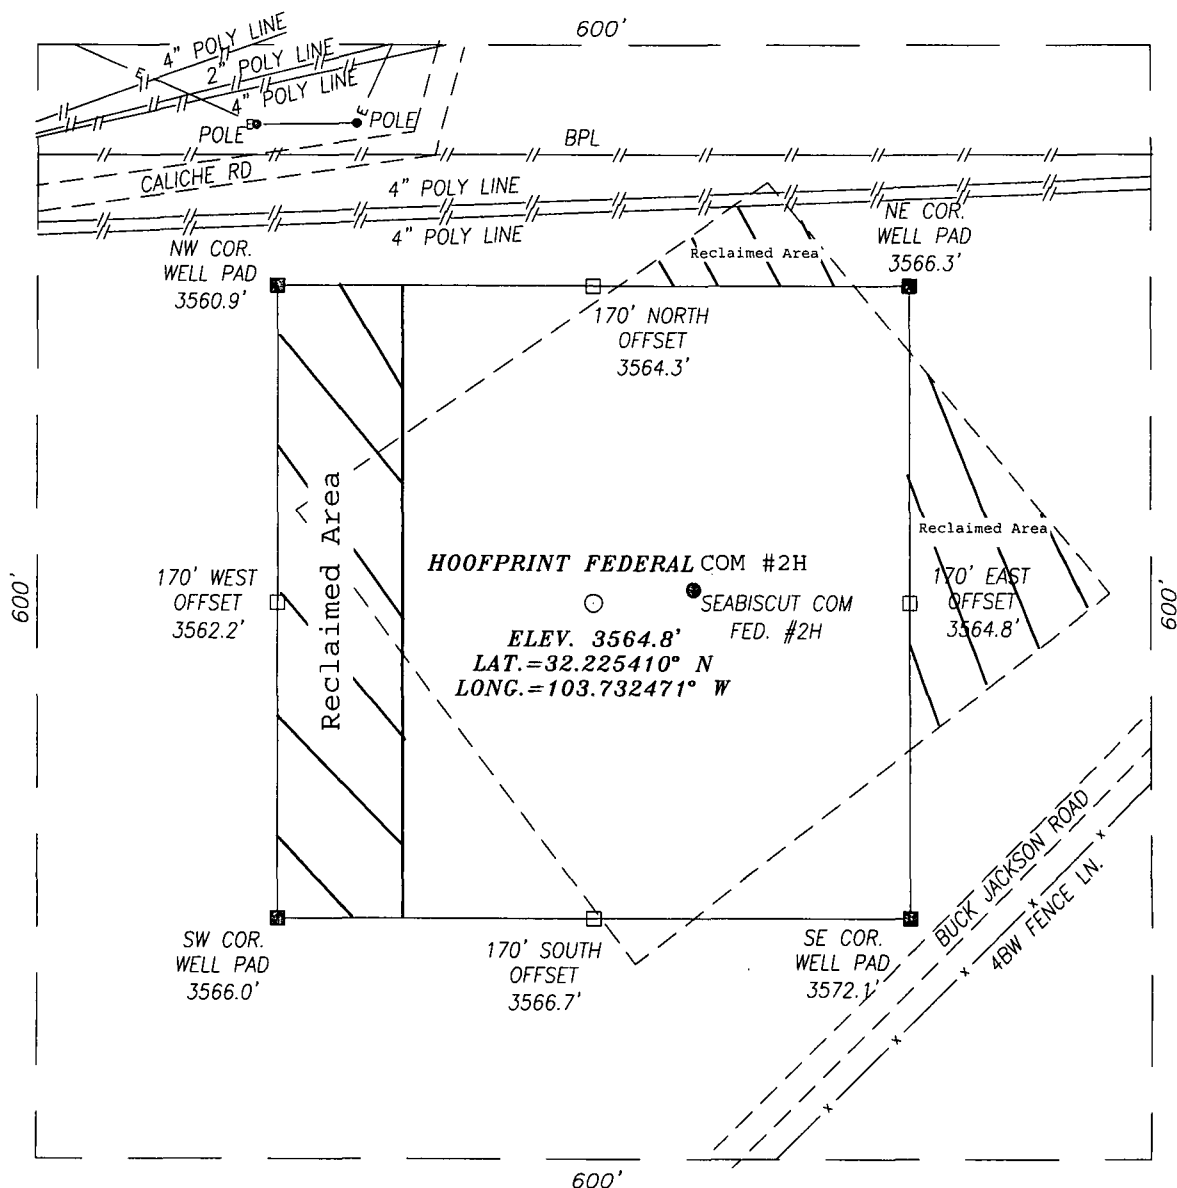 600'
4" POLY LINE
2" POLY LINE
4" POLY LINE
E
E
E
POLE
POLE
BPL
CALICHE RD
4" POLY LINE
4" POLY LINE
NW COR.
WELL PAD
3560.9'
Reclaimed Area
NE COR.
WELL PAD
3566.3'
170' NORTH
OFFSET
3564.3'
Reclaimed Area
Reclaimed Area
600'
170' WEST
OFFSET
3562.2'
HOOFPRINT FEDERAL COM #2H
SEABISCUT COM
FED. #2H
ELEV. 3564.8'
LAT.=32.225410° N
LONG.=103.732471° W
170' EAST
OFFSET
3564.8'
600'
BUCK JACKSON ROAD
4BW FENCE LN.
x
x
x
x
x
SW COR.
WELL PAD
3566.0'
170' SOUTH
OFFSET
3566.7'
SE COR.
WELL PAD
3572.1'
600'